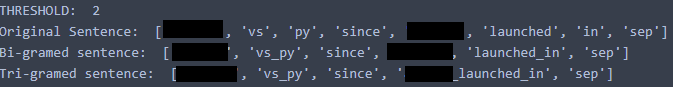 THRESHOLD:  2
Original Sentence:  [ , 'vs', 'py', 'since', , 'launched', 'in', 'sep']
Bi-gramed sentence:  [ ', 'vs_py', 'since', , 'launched_in', 'sep']
Tri-gramed sentence:  [ , 'vs_py', 'since', ' _launched_in', 'sep']